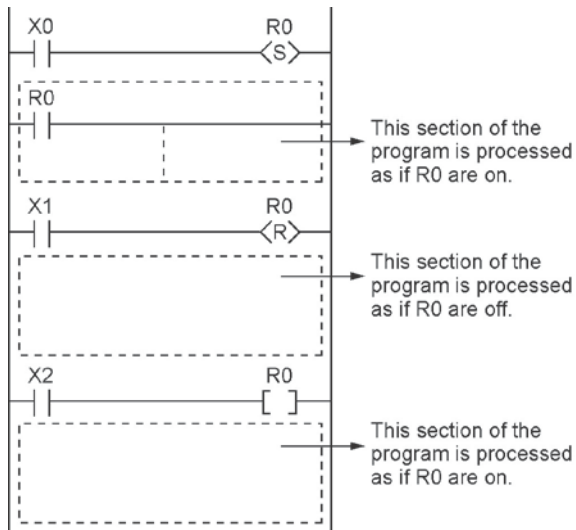 X0 R0
S
R0
This section of the
program is processed
as if R0 are on.
X1 R0
R
This section of the
program is processed
as if R0 are off.
X2 R0
This section of the
program is processed
as if R0 are on.